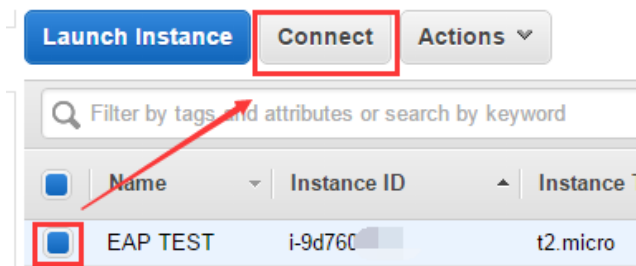 Launch Instance Connect Actions
Filter by tags and attributes or search by keyword
Name Instance ID Instance
EAP TEST i-9d760 t2.micro